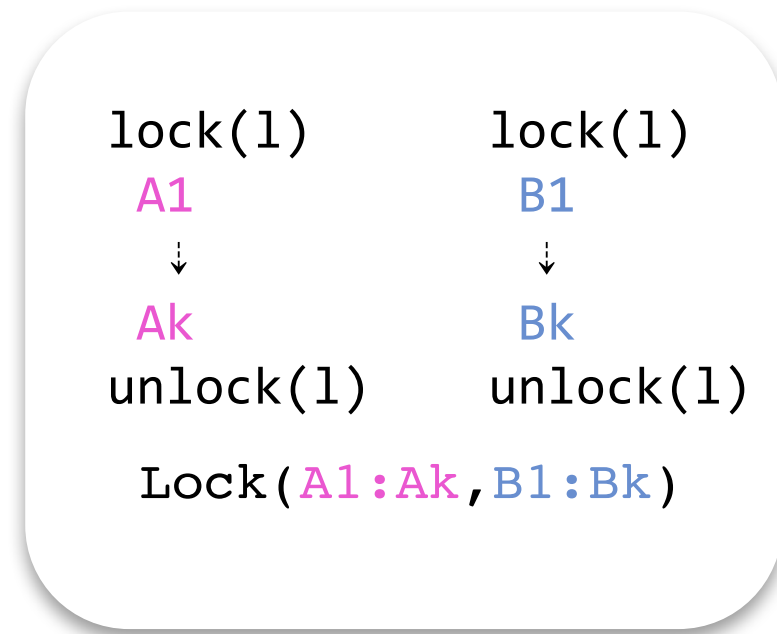 lock(l) lock(l)
A1 B1
⇣ ⇣
Ak Bk
unlock(l) unlock(l)
Lock(A1:Ak,B1:Bk)